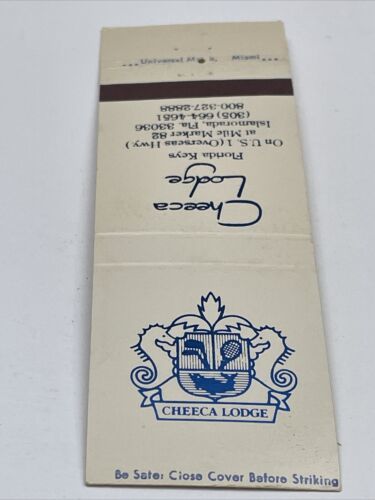 ...Universal M k, Miami...
Cheeca
Lodge
Florida Keys
On U.S. 1 (Overseas Hwy.)
at Mile Marker 82
Islamorada, Fla. 33036
(305) 664-4651
800-327-2888
CHEECA LODGE
Be Safe: Close Cover Before Striking